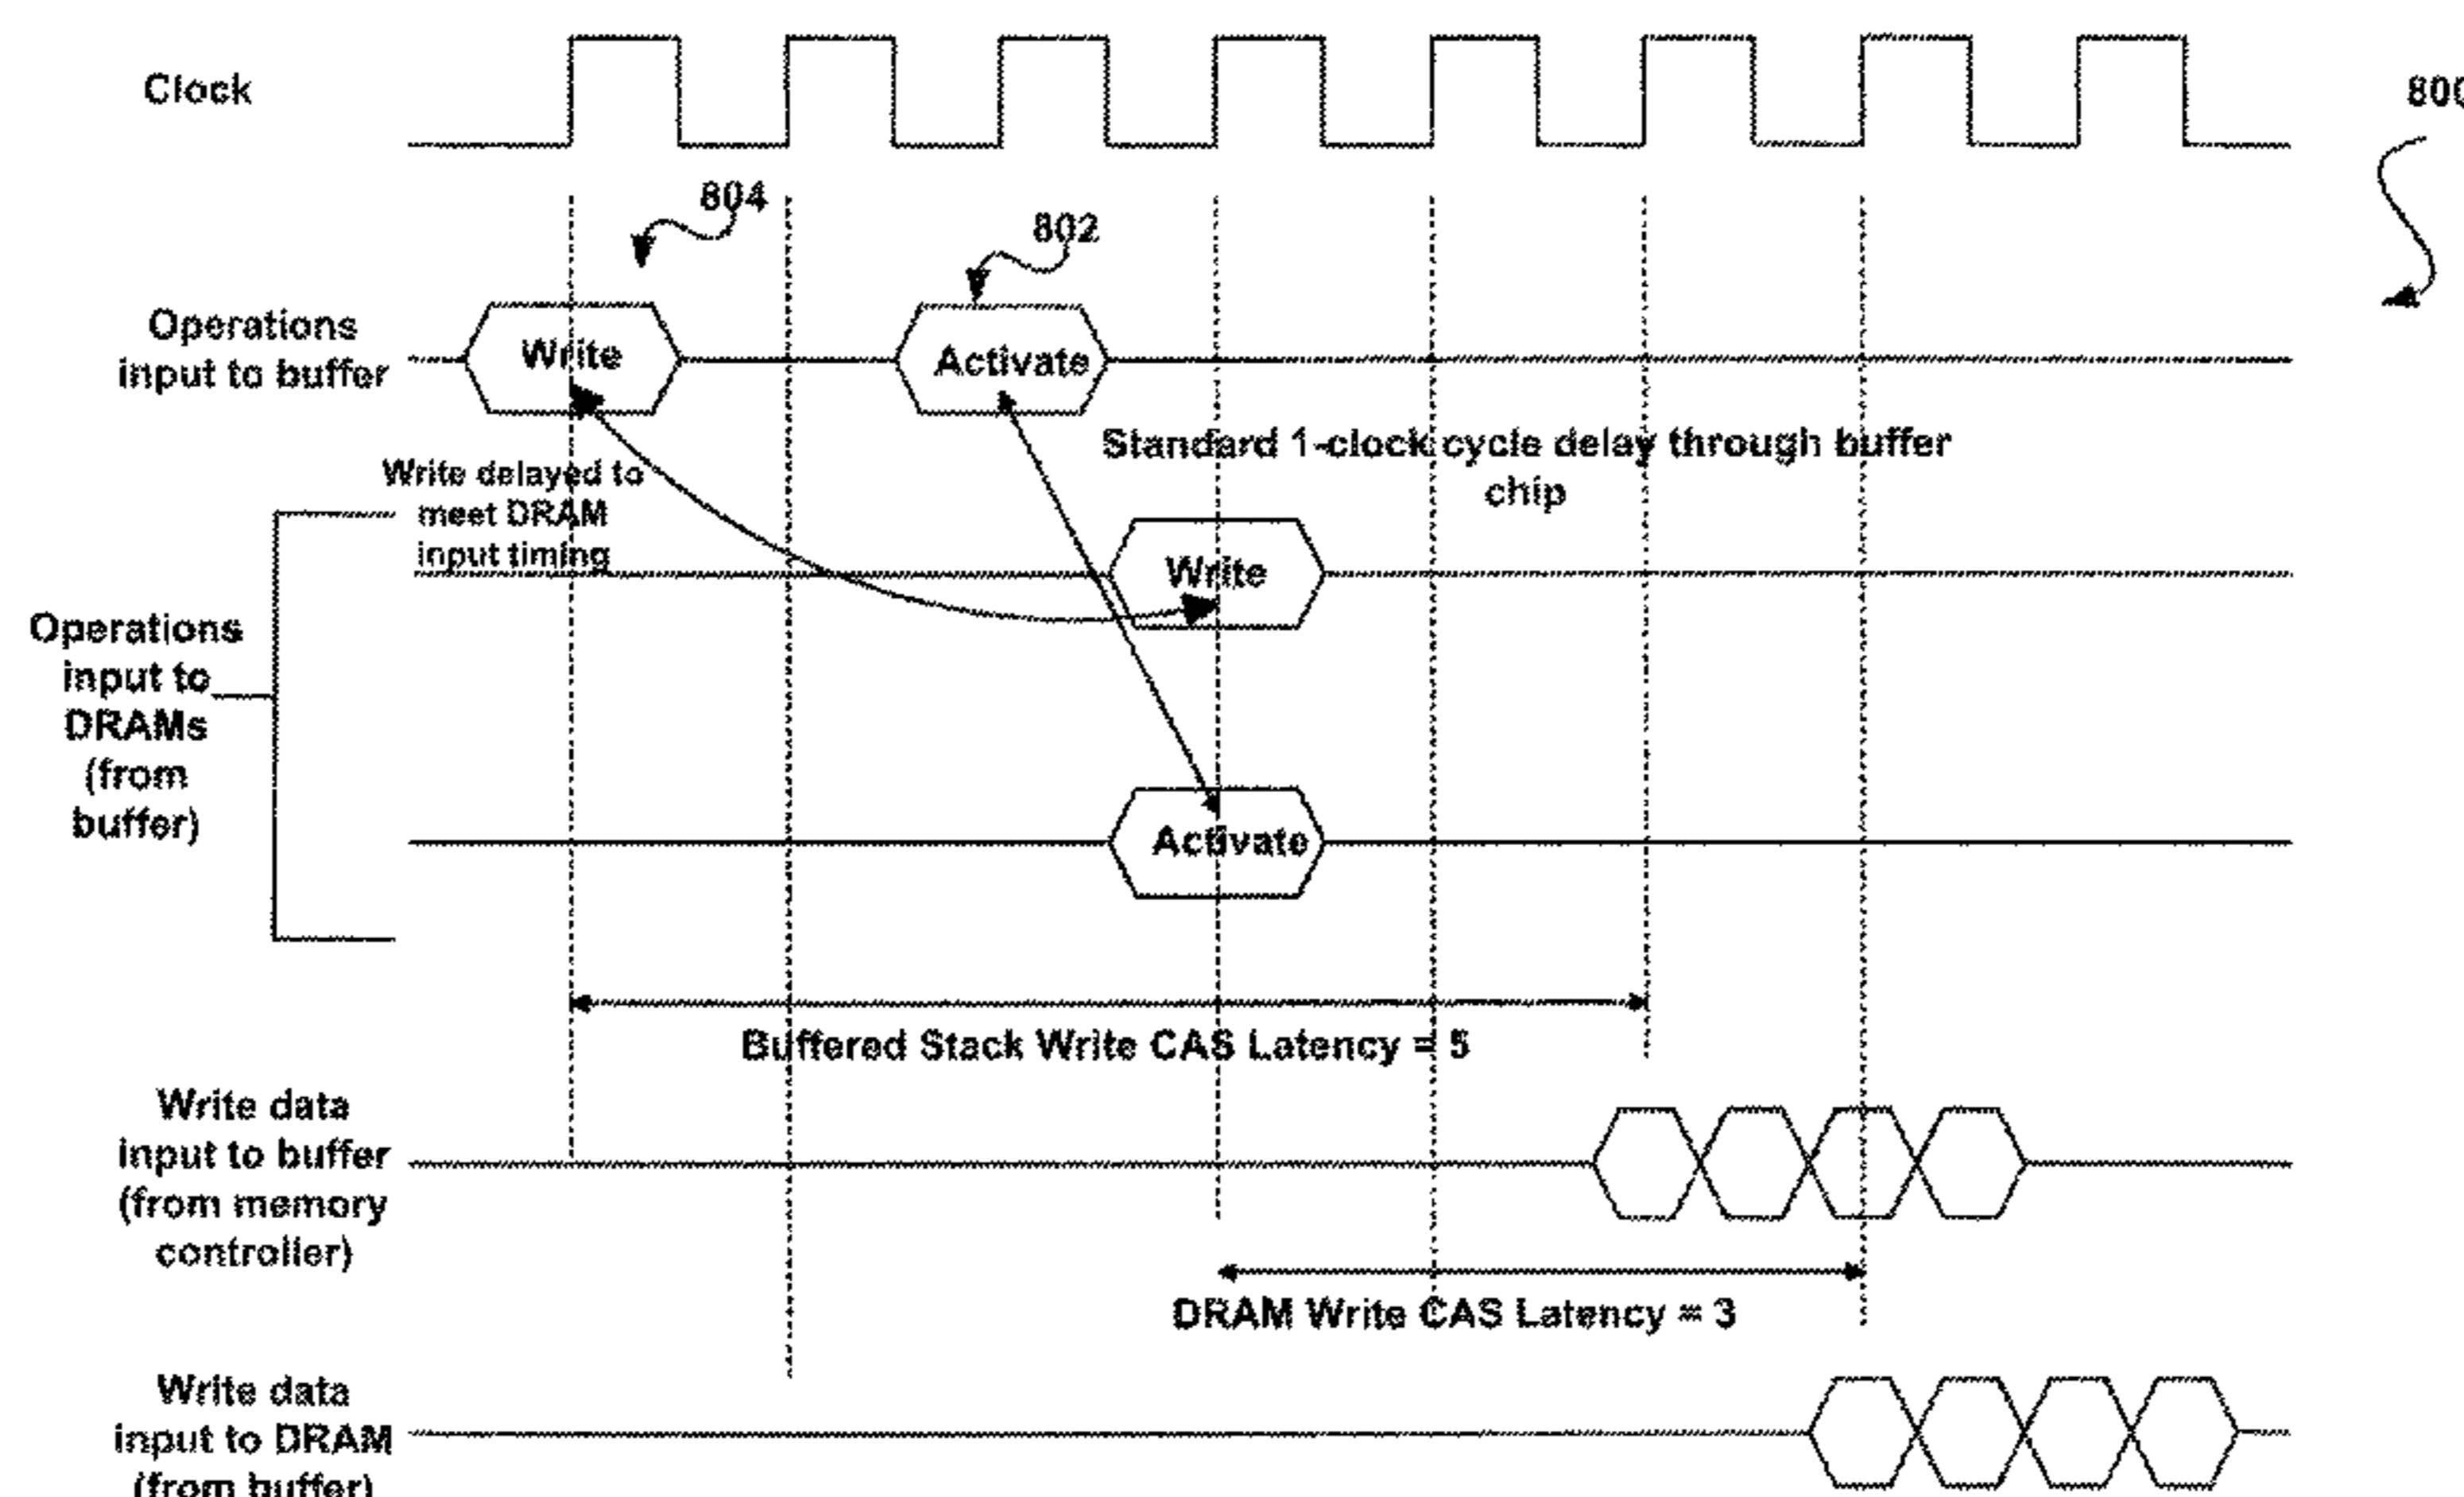 Clock
800
804
802
Operations
input to buffer
Write
Activate
Standard 1-clock cycle delay through buffer
chip
Write delayed to
meet DRAM
input timing
Write
Operations
input to
DRAMs
(from
buffer)
Activate
Buffered Stack Write CAS Latency = 5
Write data
input to buffer
(from memory
controller)
DRAM Write CAS Latency = 3
Write data
input to DRAM
(from buffer)